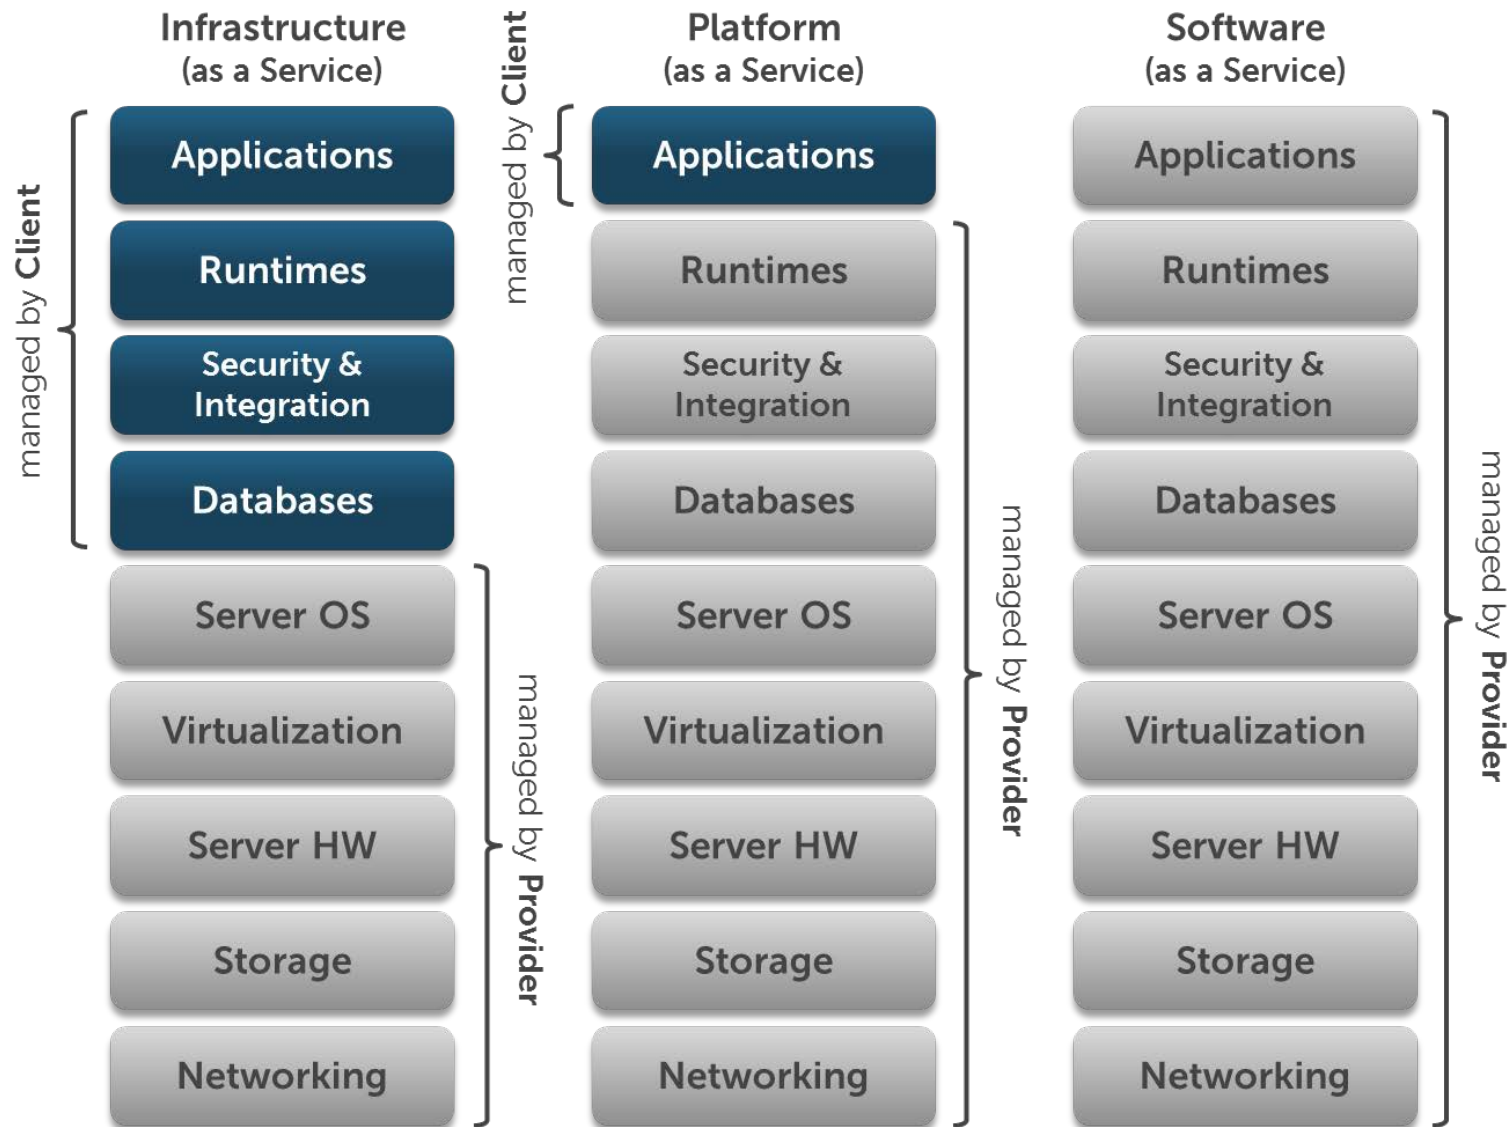 Infrastructure
(as a Service)
managed by Client
Applications
Runtimes
Security &
Integration
Databases
Server OS
Virtualization
Server HW
Storage
Networking
managed by Provider
Platform
(as a Service)
managed by Client
Applications
Runtimes
Security &
Integration
Databases
Server OS
Virtualization
Server HW
Storage
Networking
managed by Provider
Software
(as a Service)
Applications
Runtimes
Security &
Integration
Databases
Server OS
Virtualization
Server HW
Storage
Networking
managed by Provider